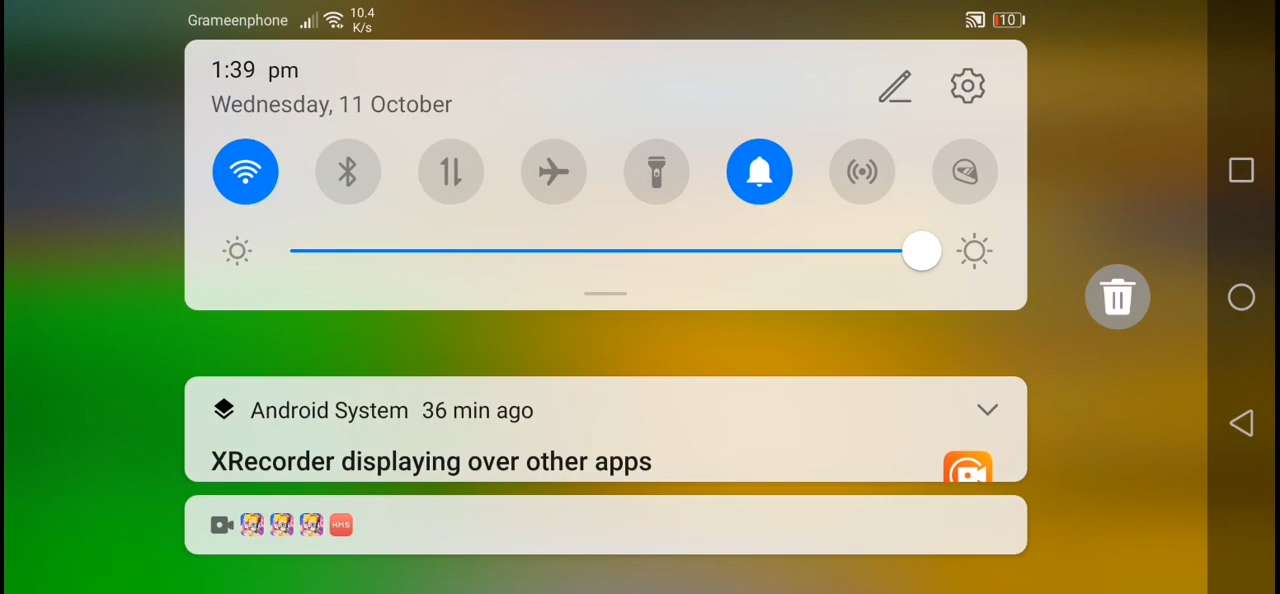 Grameenphone 10.4 K/s 10
1:39 pm
Wednesday, 11 October
Android System 36 min ago
XRecorder displaying over other apps
HMS